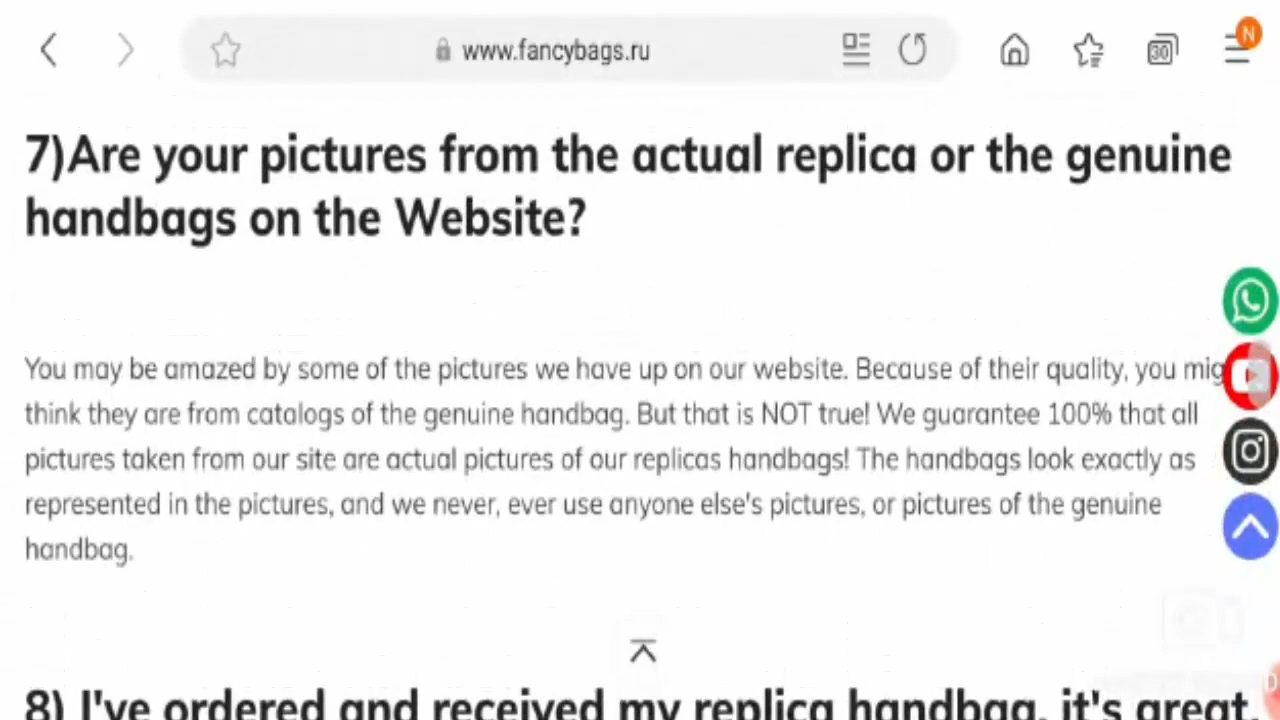 www.fancybags.ru
30
N
7)Are your pictures from the actual replica or the genuine
handbags on the Website?
You may be amazed by some of the pictures we have up on our website. Because of their quality, you mig
think they are from catalogs of the genuine handbag. But that is NOT true! We guarantee 100% that all
pictures taken from our site are actual pictures of our replicas handbags! The handbags look exactly as
represented in the pictures, and we never, ever use anyone else's pictures, or pictures of the genuine
handbag.
8) I've ordered and received my replica handbag, it's great,